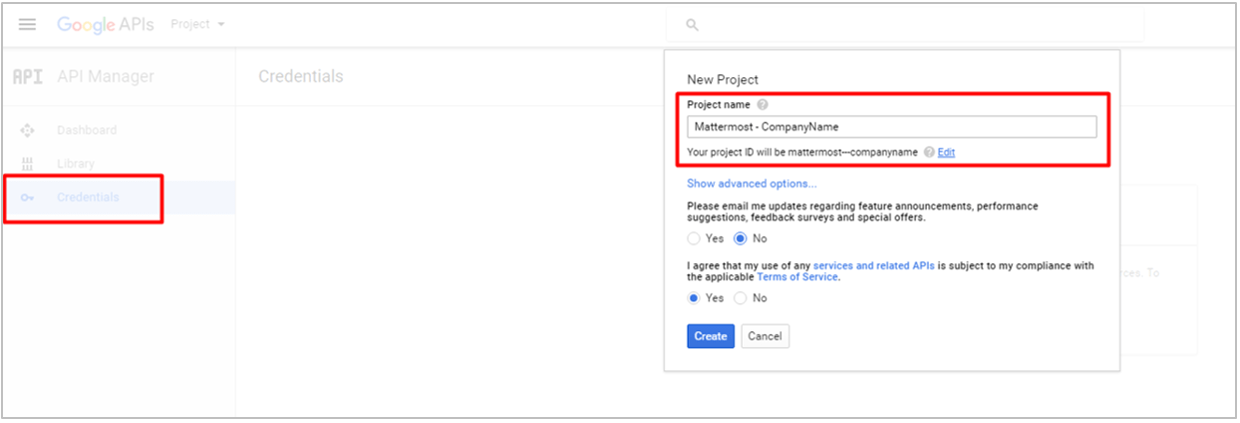 Google APIs Project
API API Manager
Credentials
Dashboard
Library
Credentials
New Project
Project name
Mattermost - CompanyName
Your project ID will be mattermost---companyname Edit
Show advanced options...
Please email me updates regarding feature announcements, performance
suggestions, feedback surveys and special offers.
Yes No
I agree that my use of any services and related APIs is subject to my compliance with
the applicable Terms of Service.
Yes No
Create Cancel
rces. To